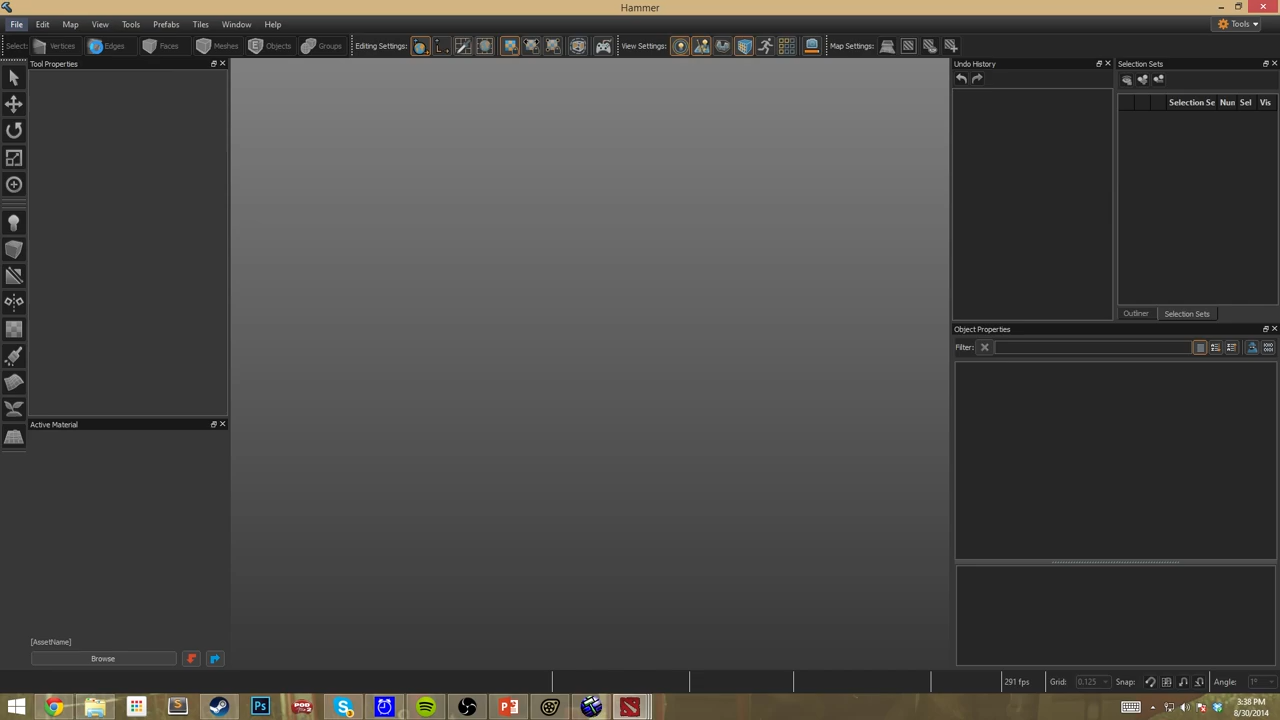 Hammer
File Edit Map View Tools Prefabs Tiles Window Help
Tools
Select: Vertices Edges Faces Meshes Objects Groups Editing Settings: View Settings: Map Settings:
Tool Properties
Undo History
Selection Sets
Selection Se Num Sel Vis
Outliner Selection Sets
Object Properties
Filter:
Active Material
[AssetName]
Browse
291 fps Grid: 0.125 Snap: Angle: 1°
3:38 PM
8/30/2014